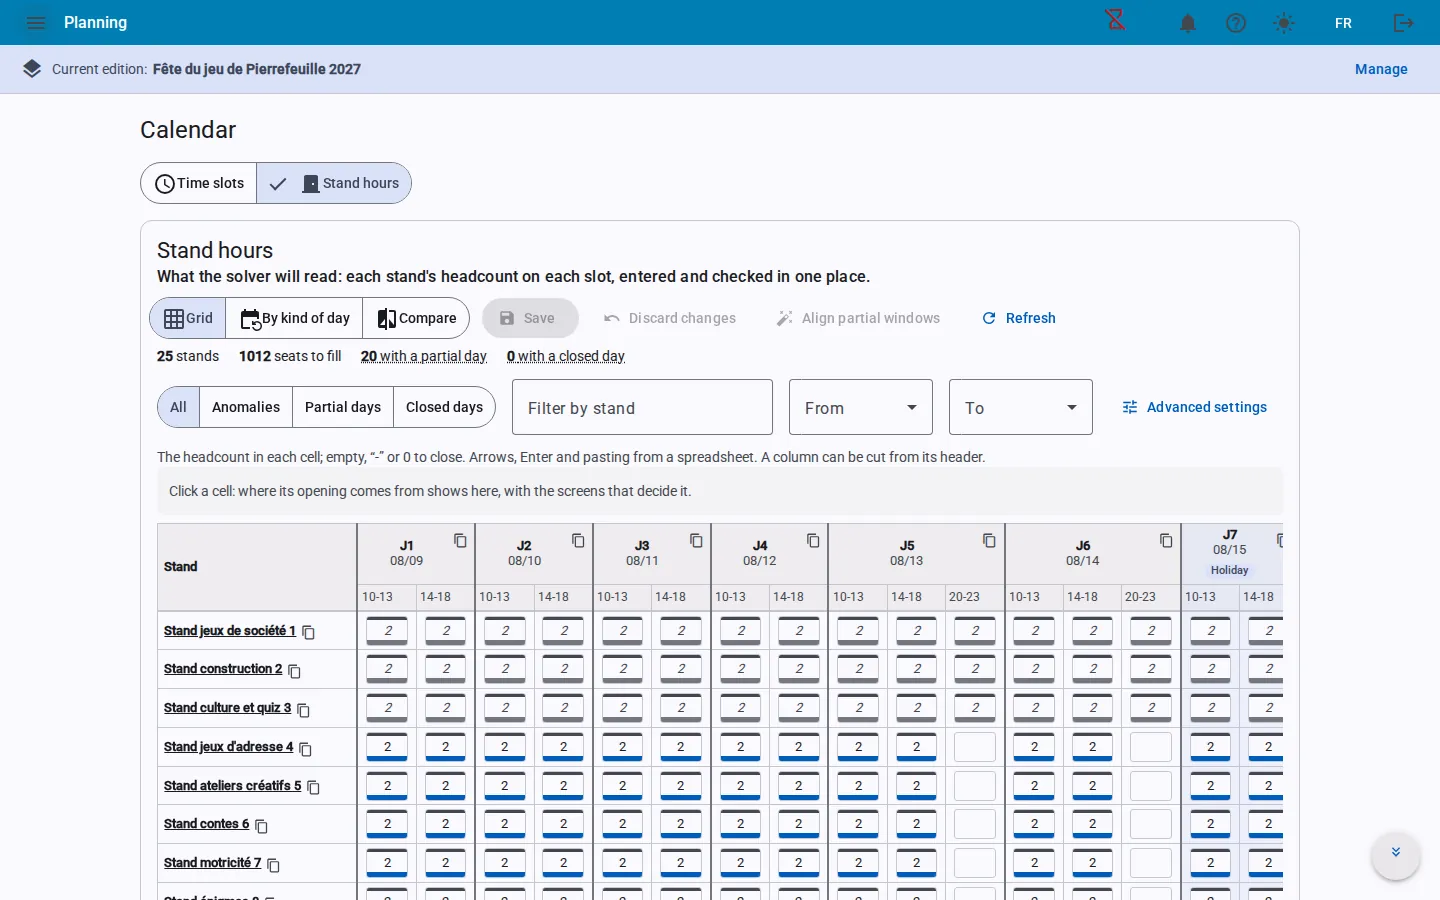 Planning
FR
Current edition: Fête du jeu de Pierrefeuille 2027
Manage
Calendar
Time slots
Stand hours
Stand hours
What the solver will read: each stand's headcount on each slot, entered and checked in one place.
Grid By kind of day Compare Save Discard changes Align partial windows Refresh
25 stands 1012 seats to fill 20 with a partial day 0 with a closed day
All Anomalies Partial days Closed days Filter by stand From To Advanced settings
The headcount in each cell; empty, “-” or 0 to close. Arrows, Enter and pasting from a spreadsheet. A column can be cut from its header.
Click a cell: where its opening comes from shows here, with the screens that decide it.
Stand J1 08/09 J2 08/10 J3 08/11 J4 08/12 J5 08/13 J6 08/14 J7 08/15 Holiday
10-13 14-18 10-13 14-18 10-13 14-18 10-13 14-18 10-13 14-18 20-23 10-13 14-18 20-23 10-13 14-18
Stand jeux de société 1 2 2 2 2 2 2 2 2 2 2 2 2 2 2 2 2
Stand construction 2 2 2 2 2 2 2 2 2 2 2 2 2 2 2 2 2
Stand culture et quiz 3 2 2 2 2 2 2 2 2 2 2 2 2 2 2 2 2
Stand jeux d'adresse 4 2 2 2 2 2 2 2 2 2 2 2 2 2 2
Stand ateliers créatifs 5 2 2 2 2 2 2 2 2 2 2 2 2 2 2
Stand contes 6 2 2 2 2 2 2 2 2 2 2 2 2 2 2
Stand motricité 7 2 2 2 2 2 2 2 2 2 2 2 2 2 2